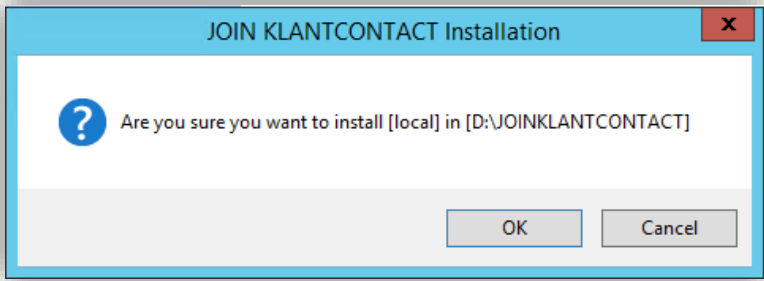 JOIN KLANTCONTACT Installation
x
?
Are you sure you want to install [local] in [D:\JOINKLANTCONTACT]
OK
Cancel